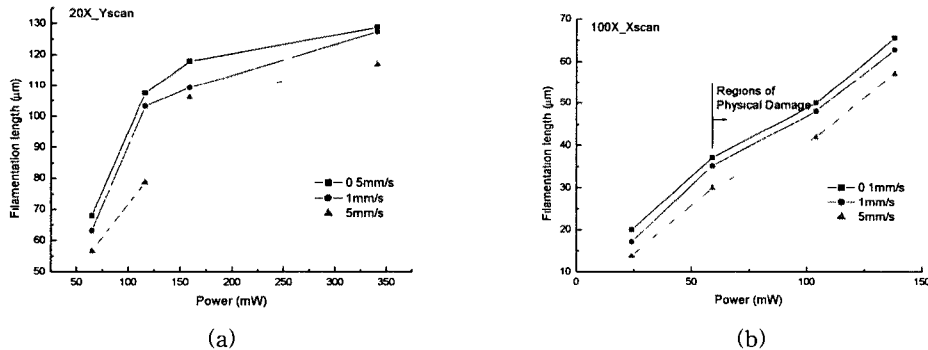 20X_Yscan
Filamentation length (μm)
130
120
110
100
90
80
70
60
50
0 5mm/s
1mm/s
5mm/s
50
100
150
200
250
300
350
Power (mW)
(a)
100X_Xscan
Filamentation length (μm)
70
60
50
40
30
20
10
Regions of
Physical Damage
0 1mm/s
1mm/s
5mm/s
0
50
100
150
Power (mW)
(b)